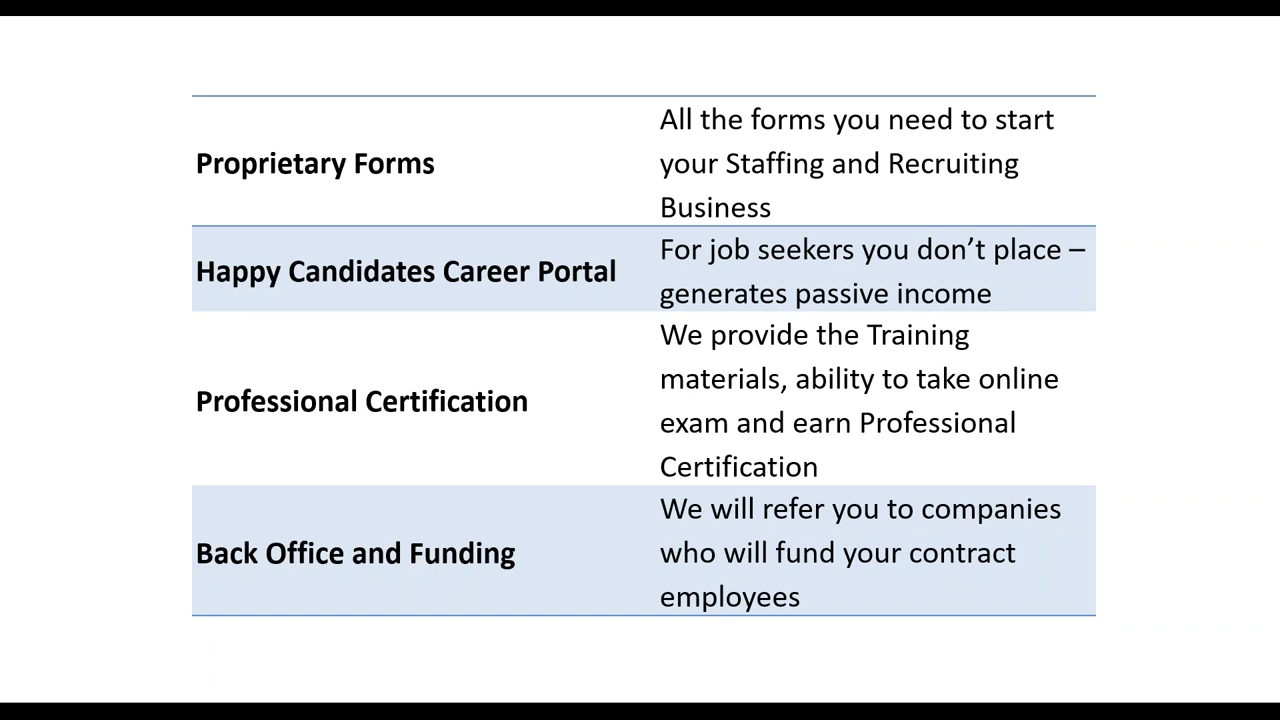 Proprietary Forms
All the forms you need to start
your Staffing and Recruiting
Business
Happy Candidates Career Portal
For job seekers you don’t place –
generates passive income
Professional Certification
We provide the Training
materials, ability to take online
exam and earn Professional
Certification
Back Office and Funding
We will refer you to companies
who will fund your contract
employees